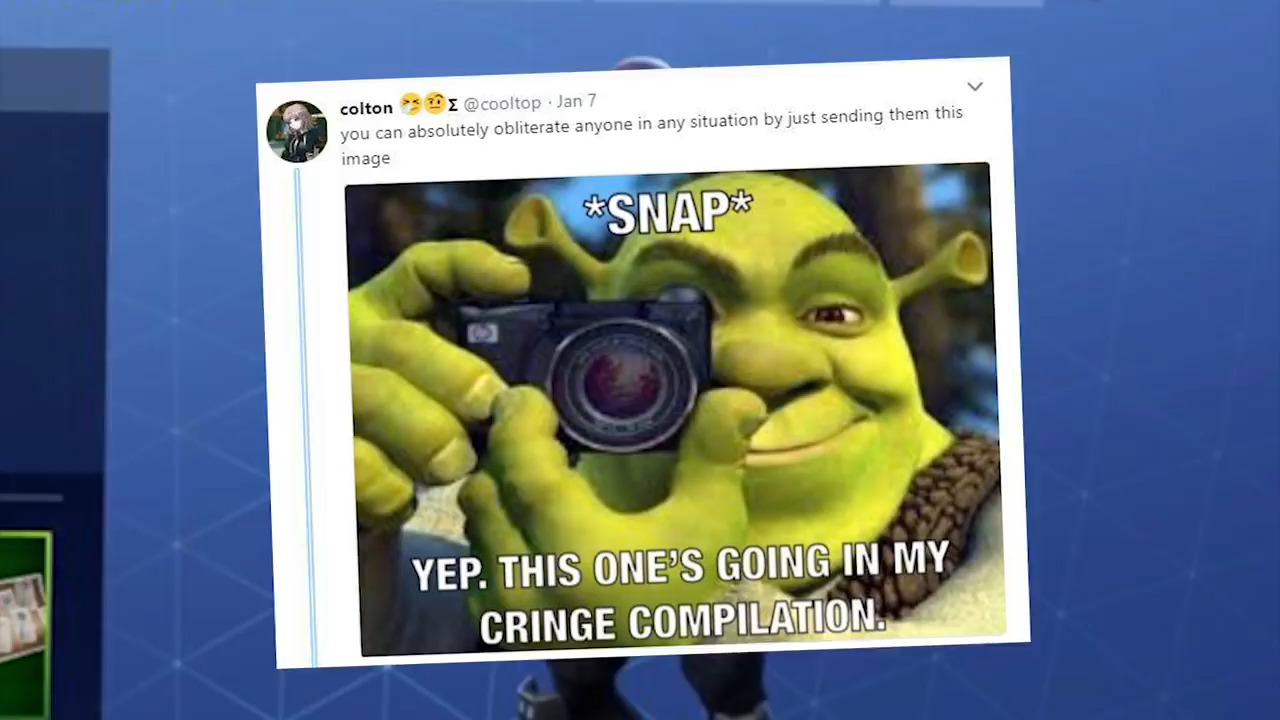 colton 🤧🤨Σ @cooltop · Jan 7
you can absolutely obliterate anyone in any situation by just sending them this
image
*SNAP*
hp
YEP. THIS ONE'S GOING IN MY
CRINGE COMPILATION.